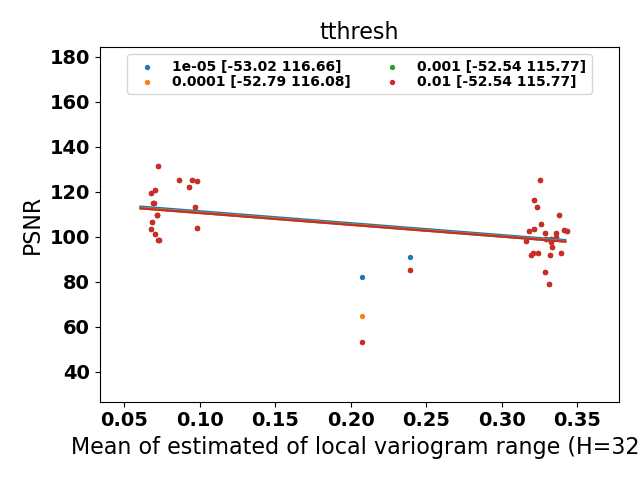 tthresh
1e-05 [-53.02 116.66]
0.0001 [-52.79 116.08]
0.001 [-52.54 115.77]
0.01 [-52.54 115.77]
180
160
140
120
100
80
60
40
PSNR
0.05 0.10 0.15 0.20 0.25 0.30 0.35
Mean of estimated of local variogram range (H=32